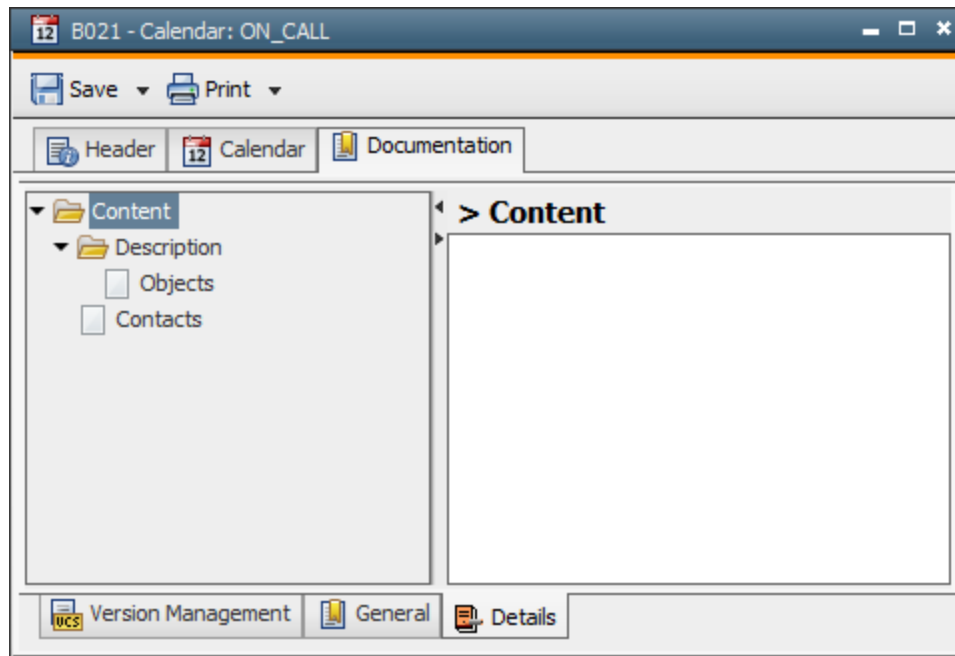 12 B021 - Calendar: ON_CALL
Save Print
Header 12 Calendar Documentation
Content
Description
Objects
Contacts
> Content
VCS Version Management General Details